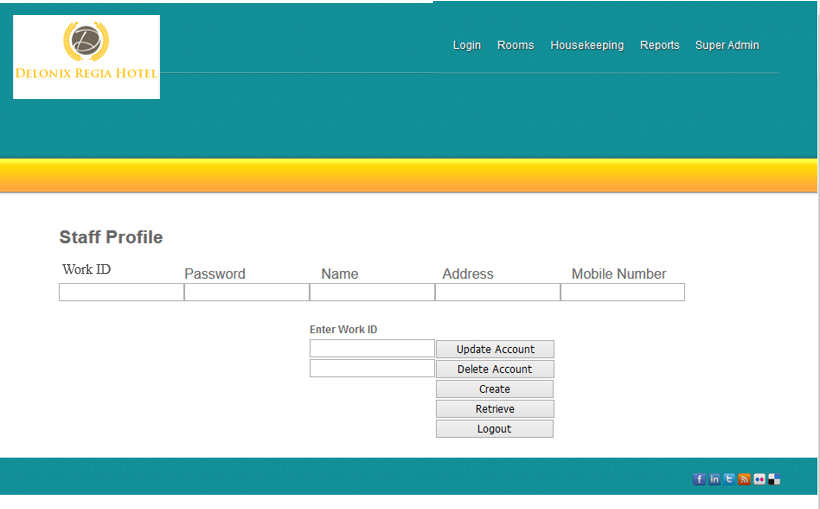 Login Rooms Housekeeping Reports Super Admin
DELONIX REGIA HOTEL
Staff Profile
Work ID Password Name Address Mobile Number
Enter Work ID
Update Account
Delete Account
Create
Retrieve
Logout